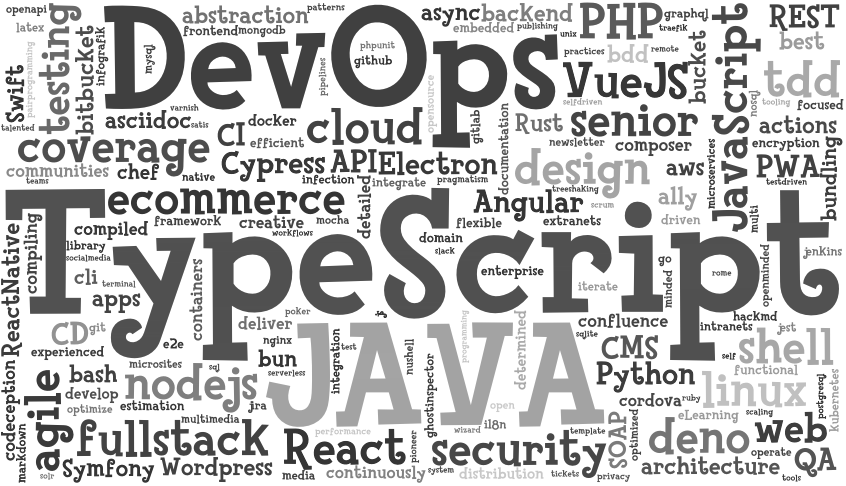 openapi
latex
Swift
pairprogramming
talented
testing
bitbucket
infografik
DevOps
mysql
abstraction
patterns
frontend
mongodb
phpunit
github
pipelines
opensource
async
backend
embedded
publishing
unix
PHP
graphql
traefik
practices
bdd
remote
bucket
VueJS
selfdriven
JavaScript
nosql
REST
best
tdd
tooling
focused
actions
encryption
PWA
testdriven
bundling
asciidoc
varnish
satis
CI
docker
efficient
cloud
gitlab
documentation
Rust
senior
newsletter
composer
microservices
coverage
communities
teams
chef
native
Cypress
API
Electron
infection
integrate
pragmatism
detailed
design
treeshaking
scrum
aws
ally
driven
multi
ecommerce
framework
creative
workflows
mocha
Angular
flexible
extranets
TypeScript
compiling
compiled
library
socialmedia
cli
terminal
apps
ReactNative
containers
domain
slack
enterprise
iterate
go
minded
rome
openminded
jenkins
CD
git
experienced
e2e
deliver
poker
js
nginx
bun
serverless
JAVA
integration
test
nushell
programming
determined
confluence
sqlite
hackmd
intranets
jest
CMS
self
shell
functional
microsites
sql
bash
develop
optimize
nodejs
estimation
multimedia
jra
codeception
markdown
agile
solr
fullstack
Symfony
Wordpress
performance
React
media
continuously
pioneer
ghostinspector
open
wizard
i18n
security
system
distribution
tickets
template
privacy
SOAP
optimized
Python
cordova
ruby
linux
eLearning
scaling
postgresql
kubernetes
deno
web
operate
architecture
QA
tools